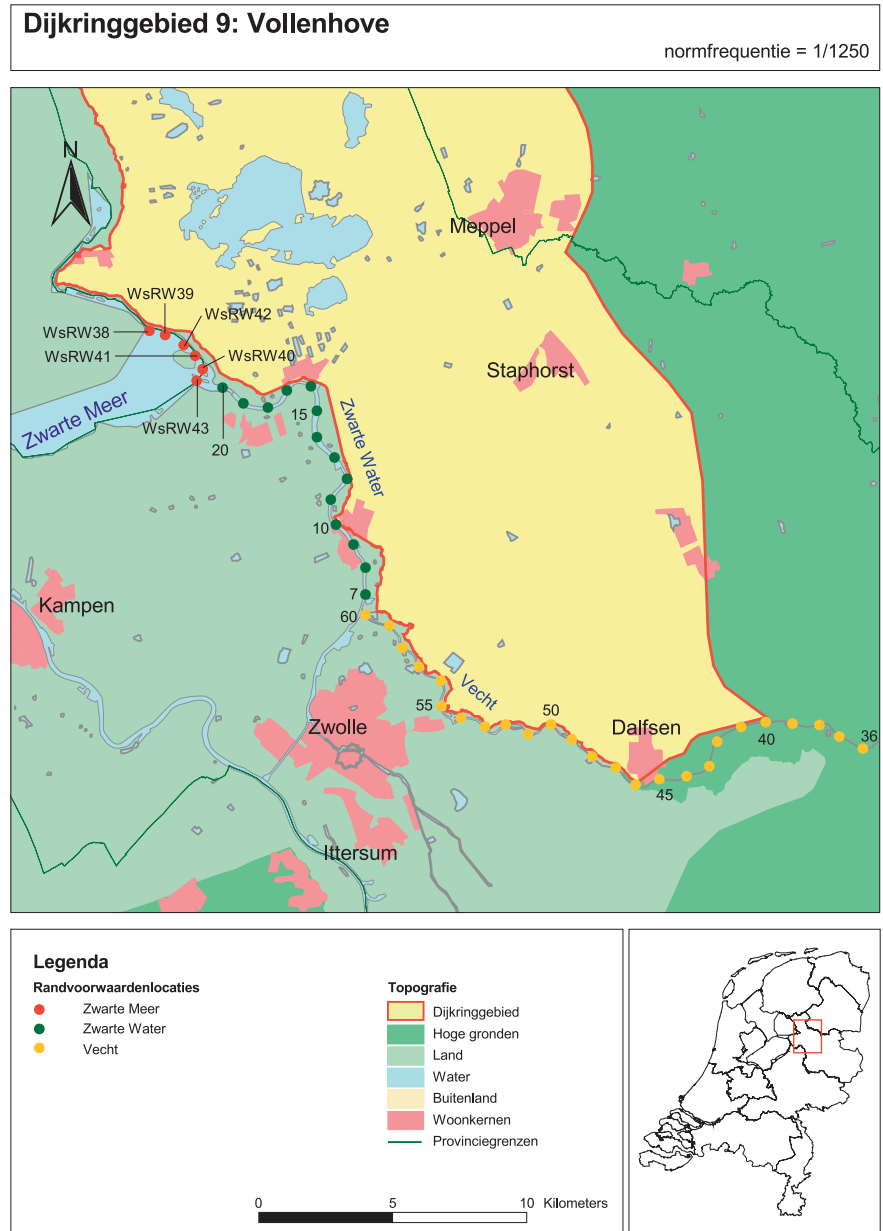 Dijkringgebied 9: Vollenhove
normfrequentie = 1/1250
N
Meppel
WsRW39
WsRW42
WsRW38
WsRW41
WsRW40
Staphorst
Zwarte Meer
WsRW43
20
15
Zwarte Water
10
Kampen
7
60
Vecht
55
50
Zwolle
Dalfsen
40
36
45
Ittersum
Legenda
Randvoorwaardenlocaties
Zwarte Meer
Zwarte Water
Vecht
Topografie
Dijkringgebied
Hoge gronden
Land
Water
Buitenland
Woonkernen
Provinciegrenzen
0 5 10 Kilometers